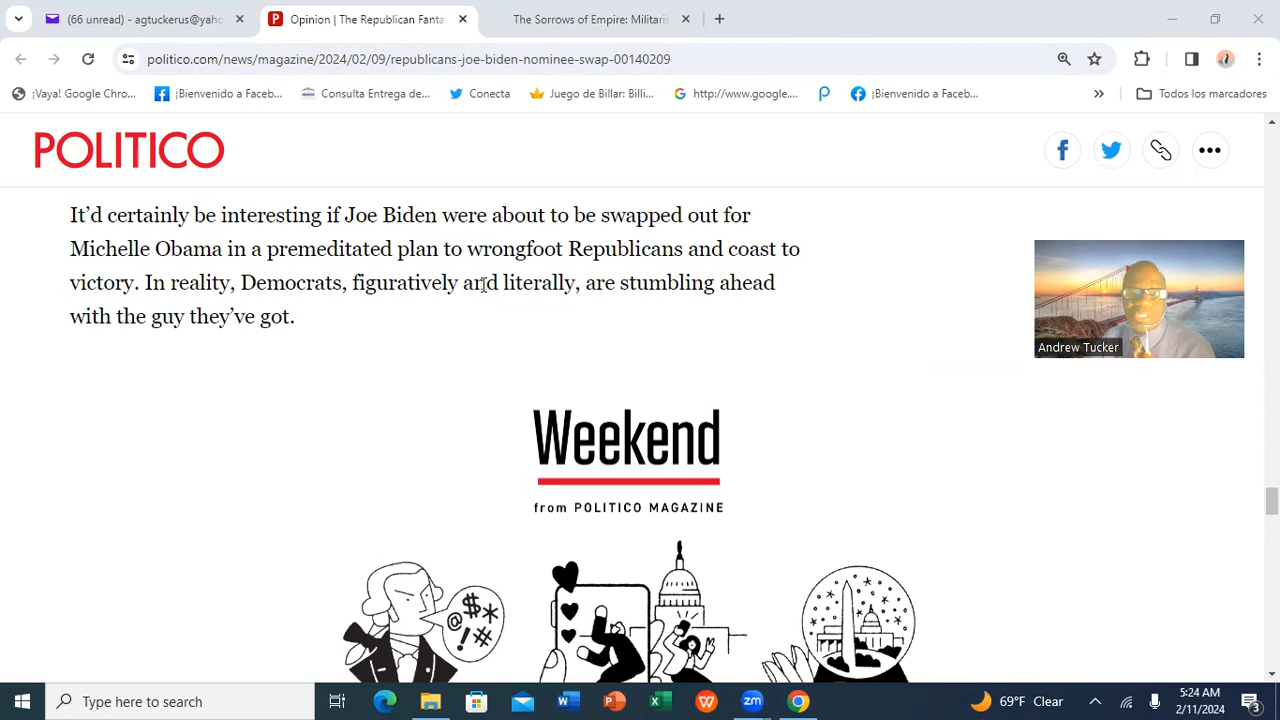 (66 unread) - agtuckerus@yaho
Opinion | The Republican Fanta
The Sorrows of Empire: Militaris
politico.com/news/magazine/2024/02/09/republicans-joe-biden-nominee-swap-00140209
¡Vaya! Google Chro... ¡Bienvenido a Faceb... Consulta Entrega de... Conecta Juego de Billar: Billi... http://www.google.... ¡Bienvenido a Faceb... » Todos los marcadores
POLITICO
It'd certainly be interesting if Joe Biden were about to be swapped out for
Michelle Obama in a premeditated plan to wrongfoot Republicans and coast to
victory. In reality, Democrats, figuratively and literally, are stumbling ahead
with the guy they've got.
Andrew Tucker
Weekend
from POLITICO MAGAZINE
$*
@!#
Type here to search
69°F Clear
5:24 AM
2/11/2024
3